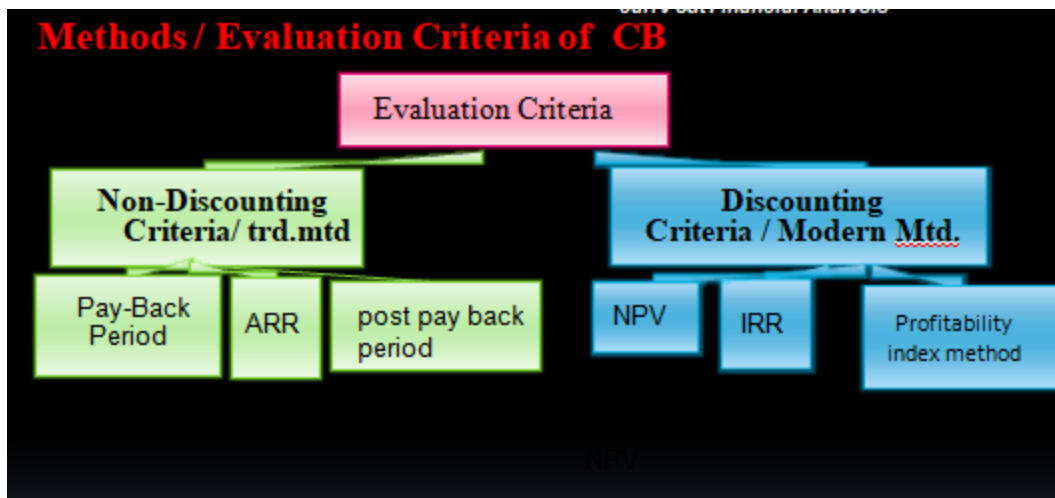 Methods / Evaluation Criteria of CB
Evaluation Criteria
Non-Discounting
Criteria/ trd.mtd
Discounting
Criteria / Modern Mtd.
Pay-Back
Period
ARR
post pay back
period
NPV
IRR
Profitability
index method
NPV